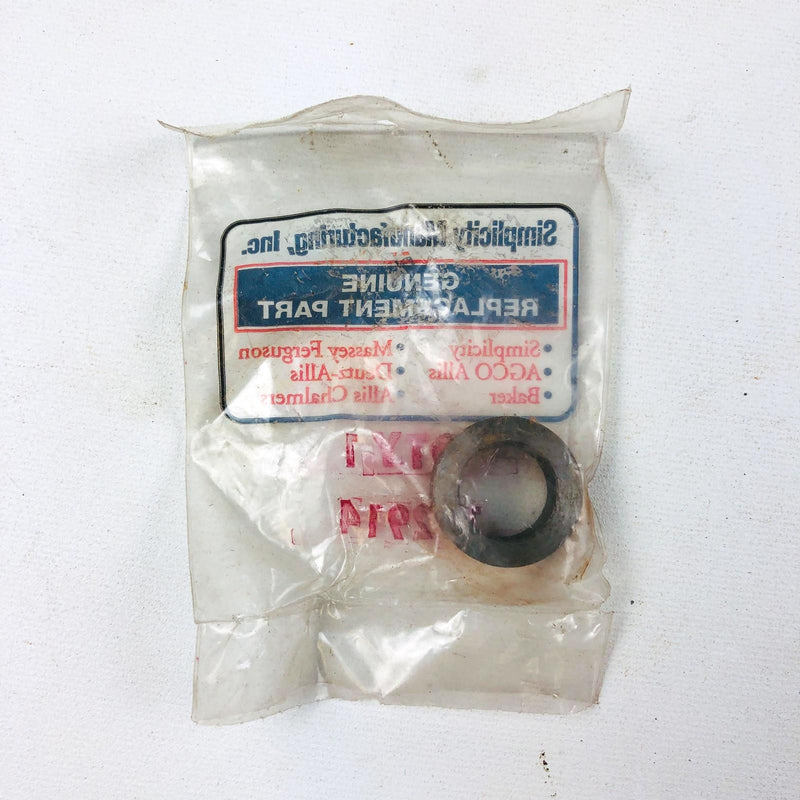 Simplicity Manufacturing, Inc.
GENUINE
REPLACEMENT PART
• Simplicity • Massey Ferguson
• AGCO Allis • Deutz-Allis
• Baker • Allis Chalmers